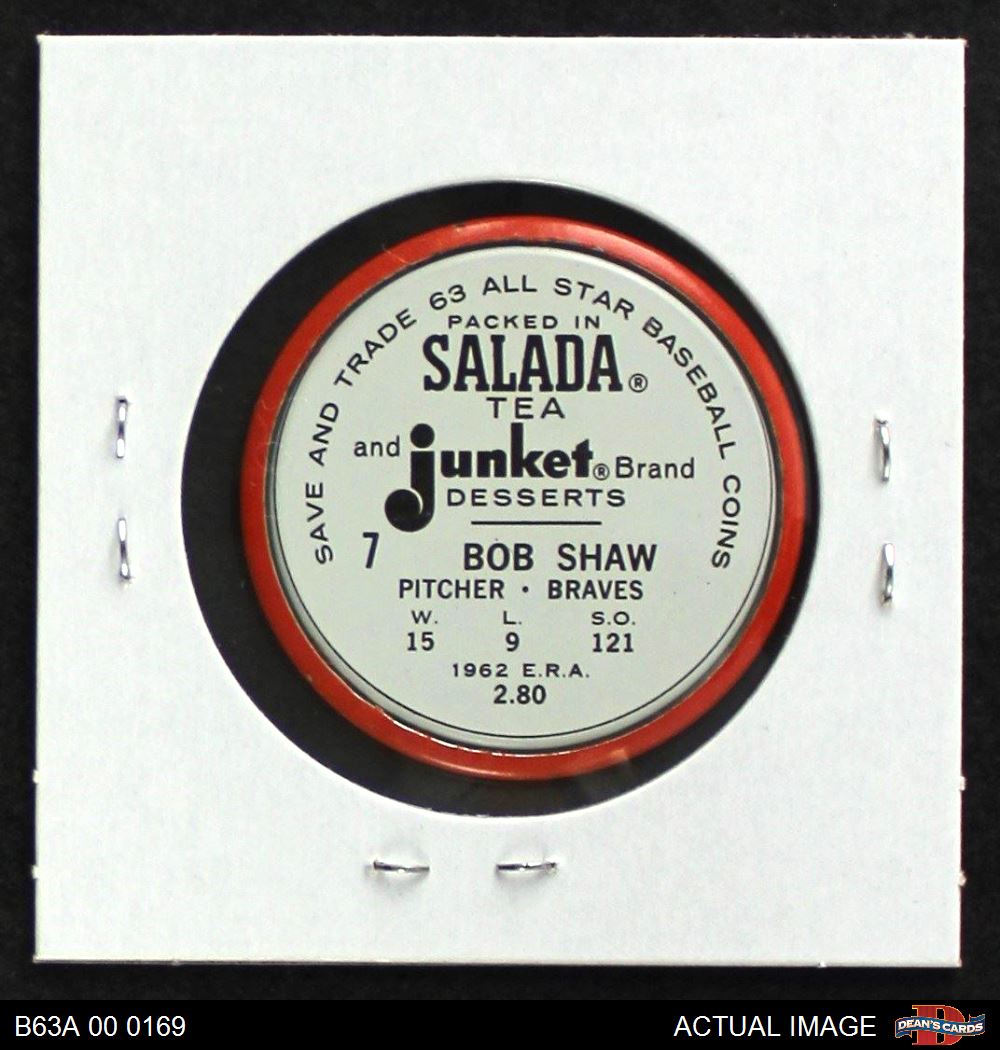 SAVE AND TRADE 63 ALL STAR BASEBALL COINS
PACKED IN
SALADA®
TEA
and junket® Brand
DESSERTS
7 BOB SHAW
PITCHER • BRAVES
W. L. S.O.
15 9 121
1962 E.R.A.
2.80
B63A 00 0169
ACTUAL IMAGE
DEAN'S CARDS